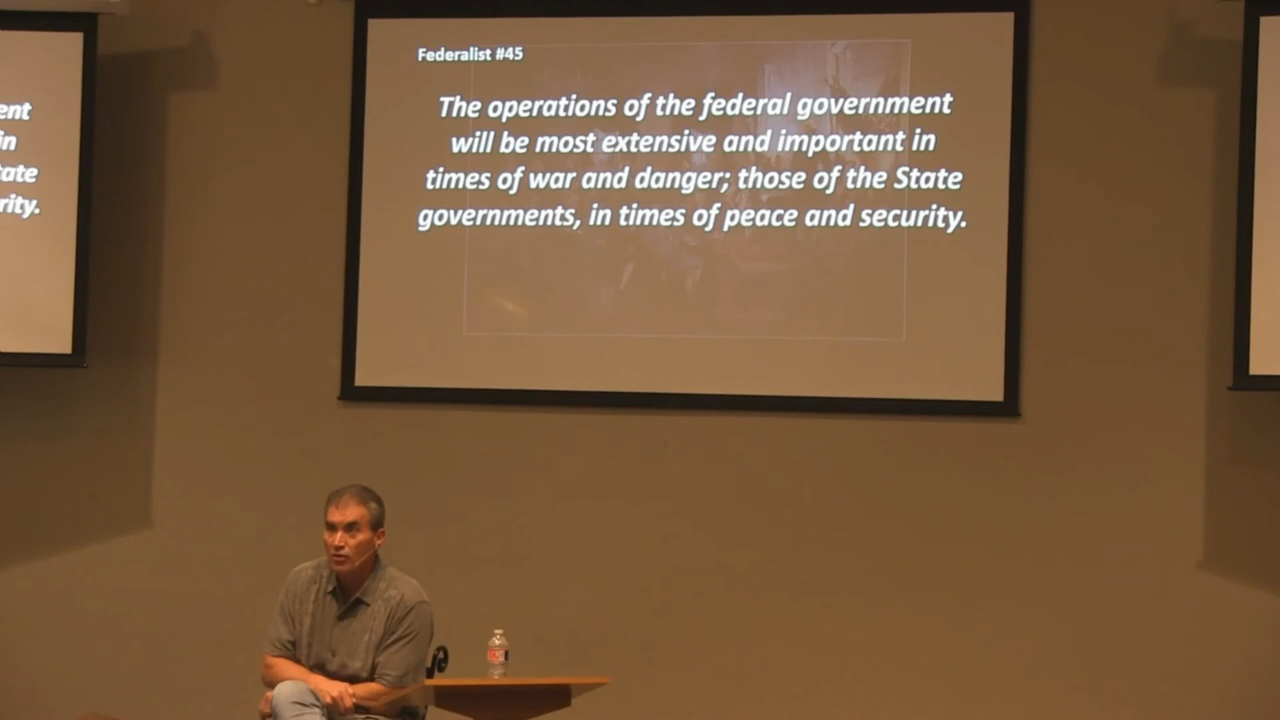 Federalist #45
The operations of the federal government
will be most extensive and important in
times of war and danger; those of the State
governments, in times of peace and security.
ent
in
tate
rity.